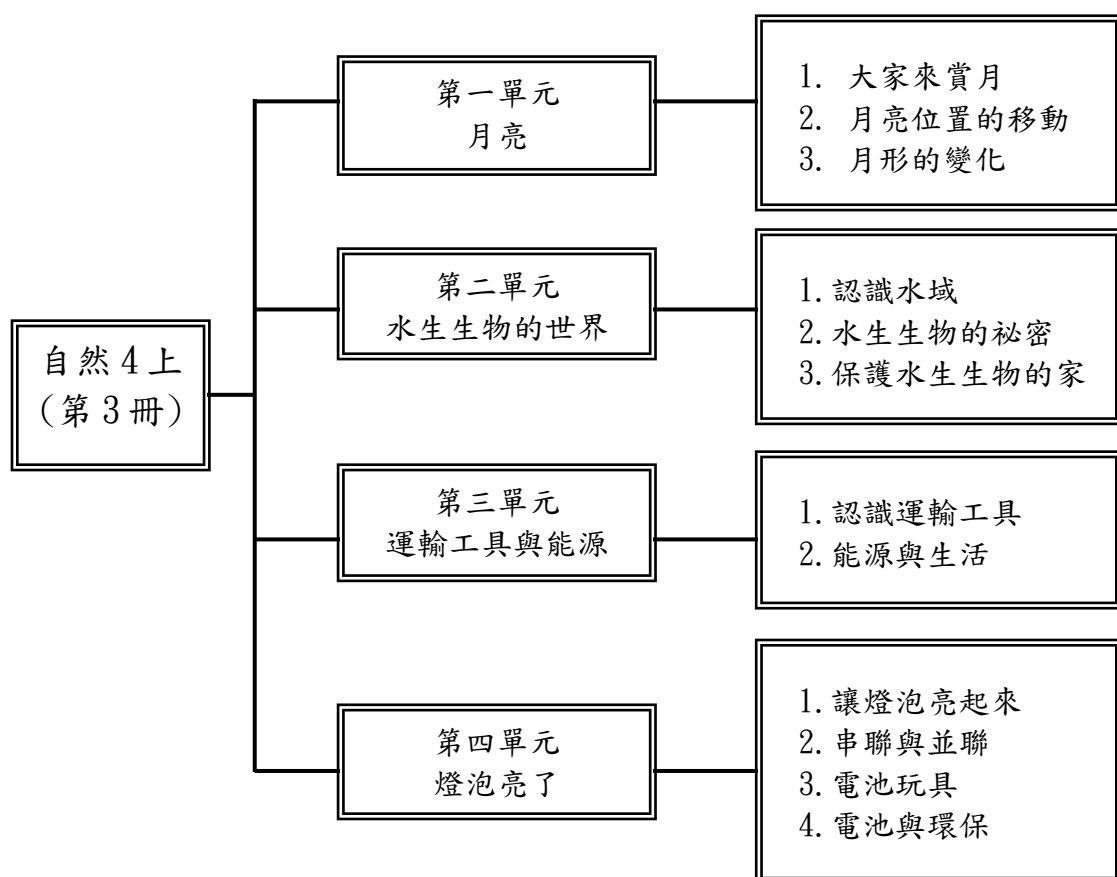 第一單元
月亮
1. 大家來賞月
2. 月亮位置的移動
3. 月形的變化
第二單元
水生生物的世界
1.認識水域
2.水生生物的祕密
3.保護水生生物的家
自然4上
(第3冊)
第三單元
運輸工具與能源
1.認識運輸工具
2.能源與生活
第四單元
燈泡亮了
1.讓燈泡亮起來
2.串聯與並聯
3.電池玩具
4.電池與環保